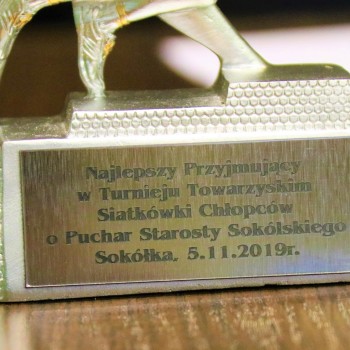 Najlepszy Przyjmujący
w Turnieju Towarzyskim
Siatkówki Chłopców
o Puchar Starosty Sokólskiego
Sokółka, 5.11.2019r.